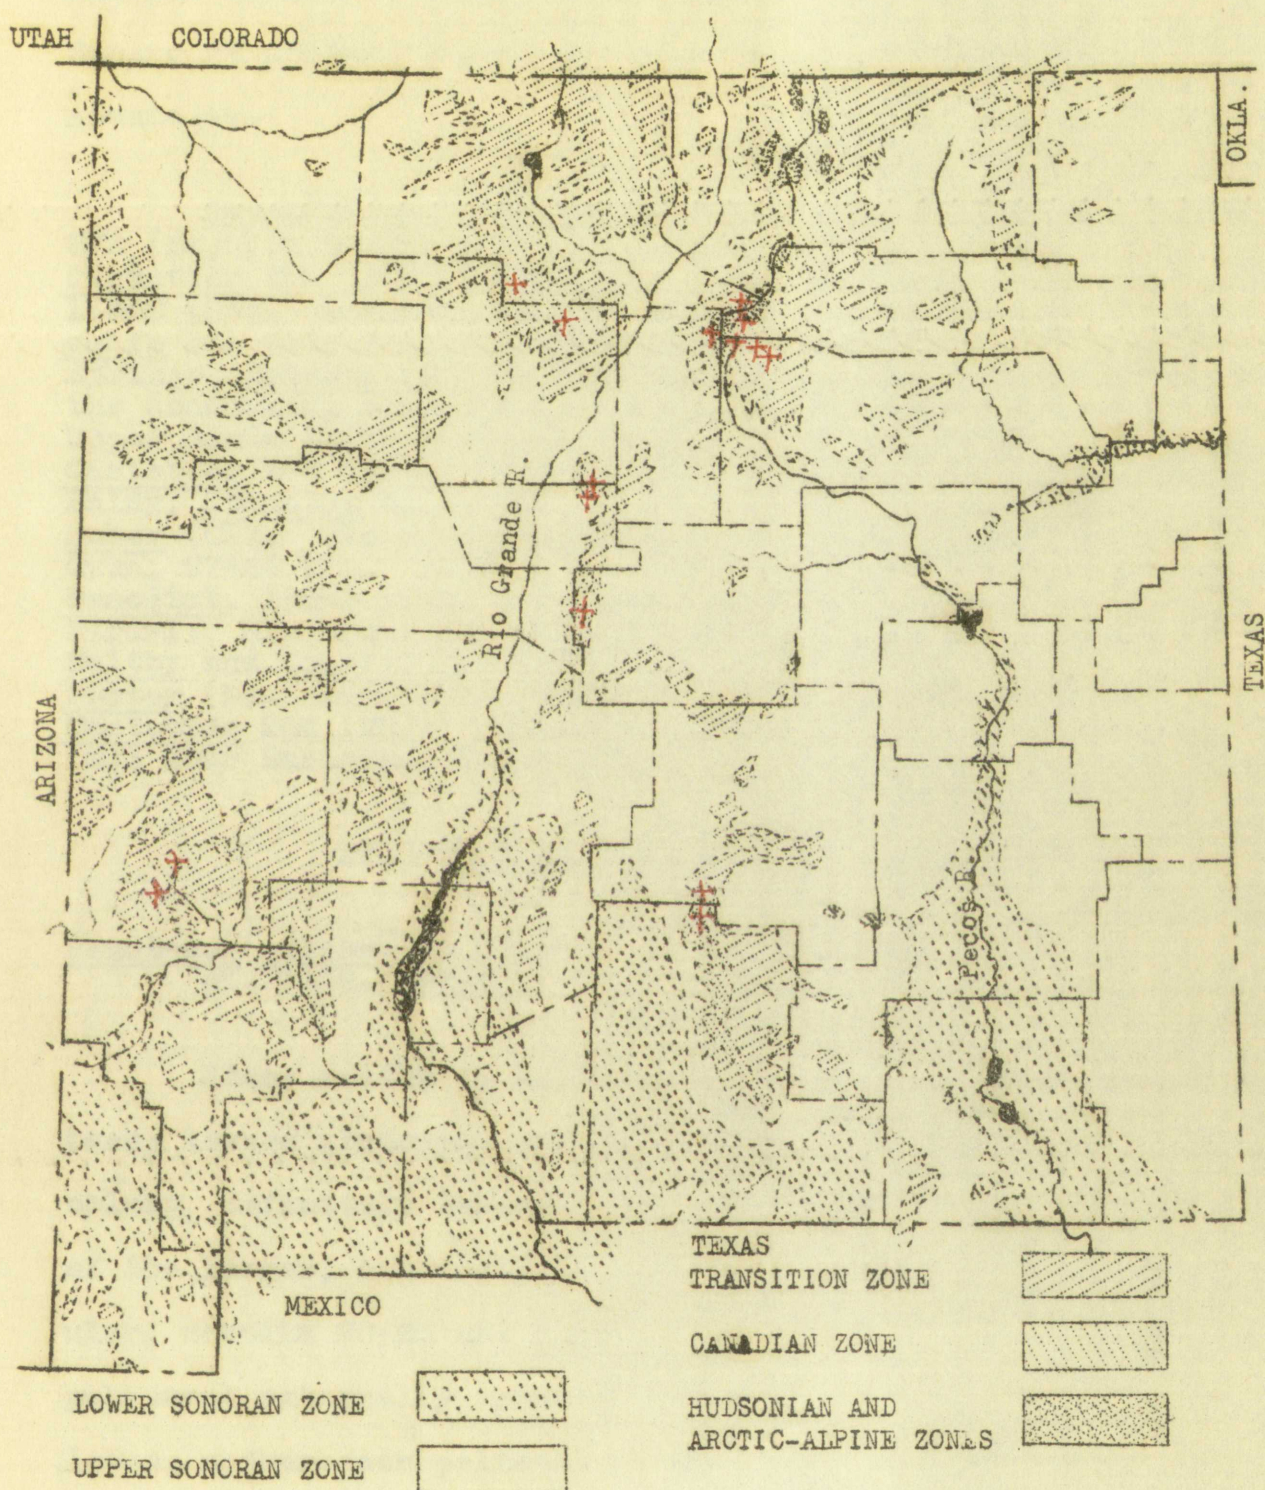 UTAH
COLORADO
OKLA.
Rio Grande R.
TEXAS
ARIZONA
Pecos R.
TEXAS
MEXICO
TRANSITION ZONE
CANADIAN ZONE
LOWER SONORAN ZONE
HUDSONIAN AND
ARCTIC-ALPINE ZONES
UPPER SONORAN ZONE